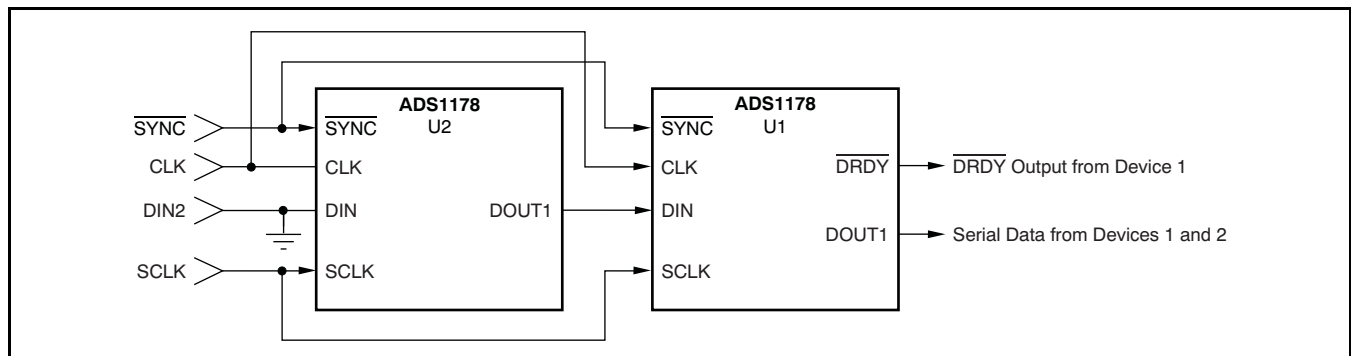 ADS1178
U2
SYNC
CLK
DIN2
SCLK
SYNC
CLK
DIN
SCLK
DOUT1
ADS1178
U1
SYNC
CLK
DIN
SCLK
DRDY
DOUT1
DRDY Output from Device 1
Serial Data from Devices 1 and 2